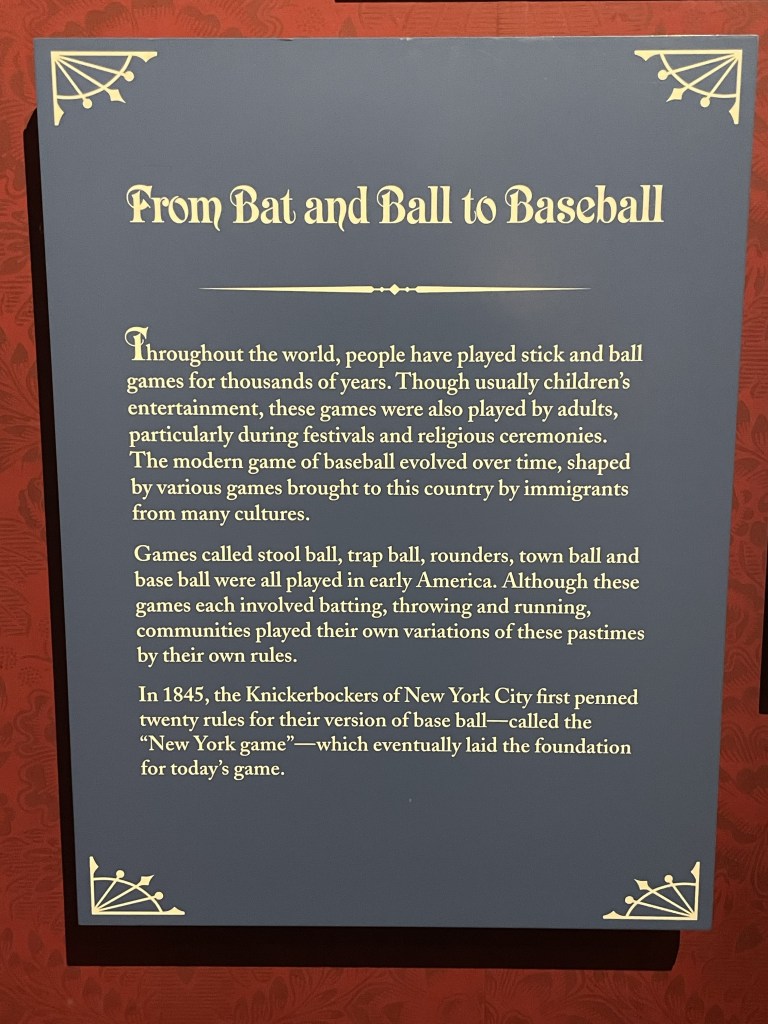 From Bat and Ball to Baseball
Throughout the world, people have played stick and ball
games for thousands of years. Though usually children's
entertainment, these games were also played by adults,
particularly during festivals and religious ceremonies.
The modern game of baseball evolved over time, shaped
by various games brought to this country by immigrants
from many cultures.
Games called stool ball, trap ball, rounders, town ball and
base ball were all played in early America. Although these
games each involved batting, throwing and running,
communities played their own variations of these pastimes
by their own rules.
In 1845, the Knickerbockers of New York City first penned
twenty rules for their version of base ball—called the
“New York game”—which eventually laid the foundation
for today's game.